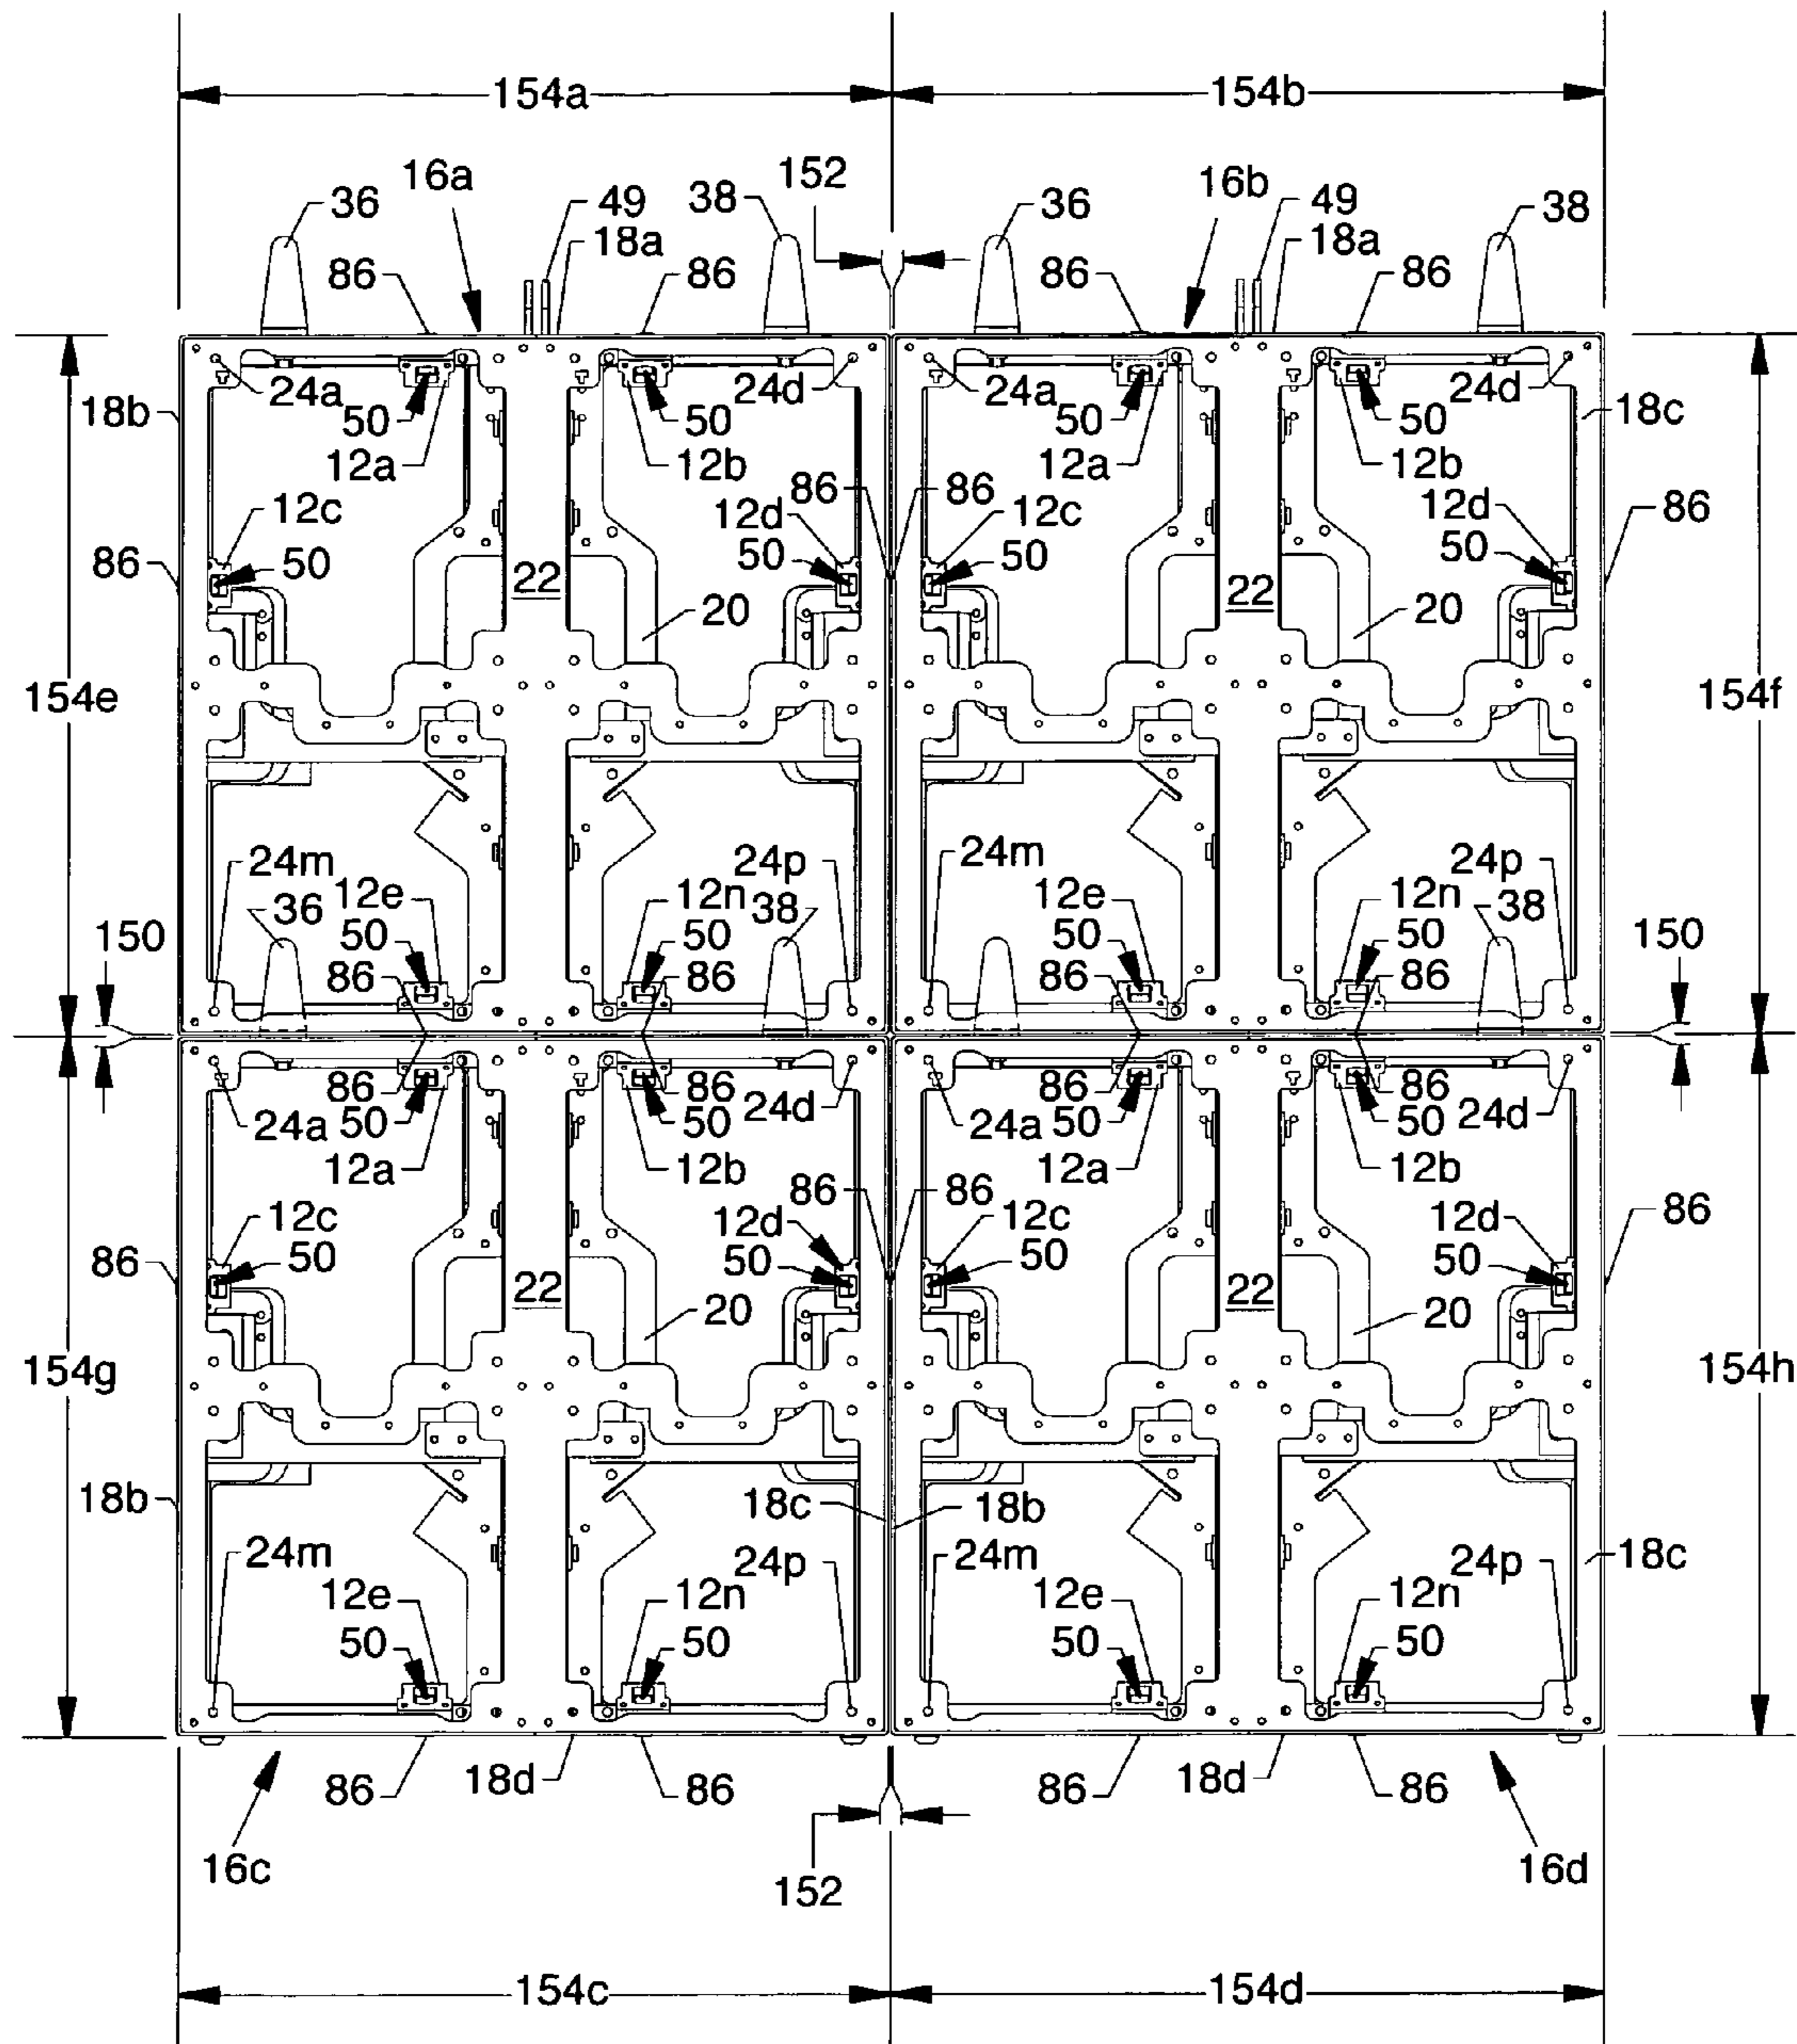 154a 154b
16a 152 16b
36 49 38 36 49 38
18a 18a
86 86 86 86
24a 24d 24a 24d
18b 50 50 50 50 18c
12a 12b 12a 12b
86 86
12c 12d 12c 12d 86
86 50 50 50 50
22 22
20 20
154e 154f
24m 24p 24m 24p
12e 12n 12e 12n
36 38 38
150 50 50 50 50 150
86 86 86 86
86 86 86 86
24a 50 50 24d 24a 50 50 24d
12a 12b 12a 12b
86 86
12c 12d 12c 12d 86
86 50 50 50 50
22 22
20 20
154g 154h
18b 18c 18b
24m 24p 24m 24p 18c
12e 12n 12e 12n
50 50 50 50
86 18d 86 86 18d 86
16c 152 16d
154c 154d